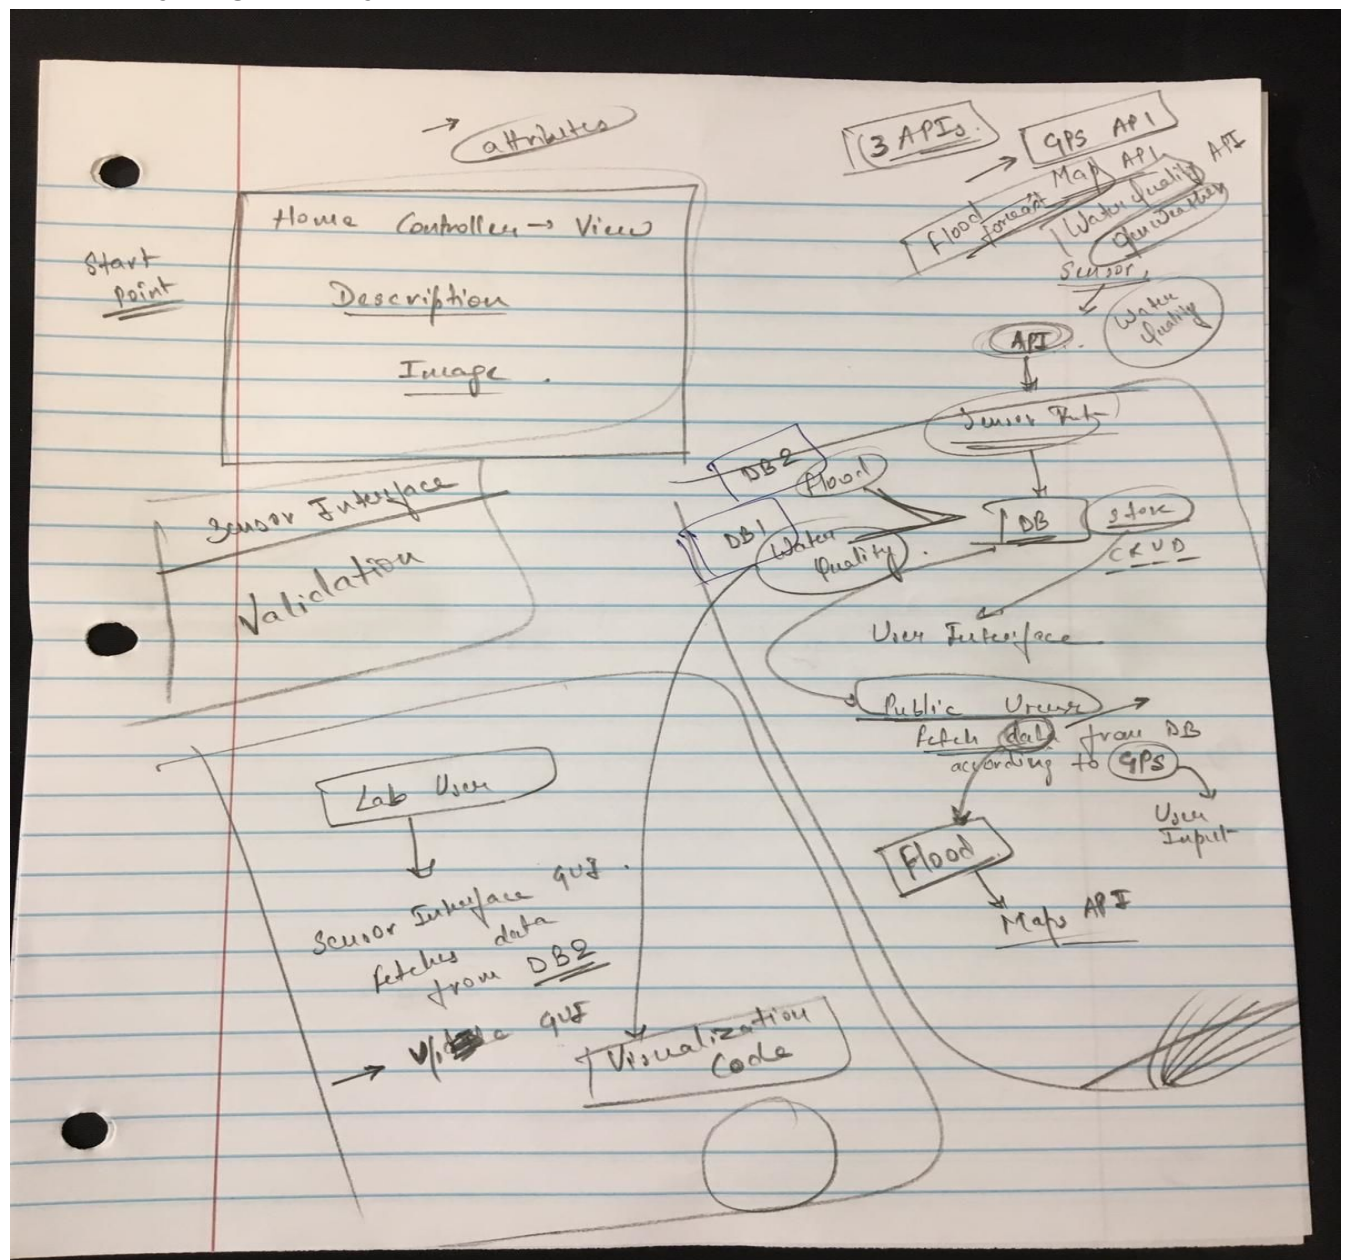 → attributes
Home Controller → View
Description
Image .
Start
Point
3 APIs.
→ GPS API
Map API
Flood
forecast
Water Quality API
Sensor
Water
Quality
API
Sensor
DB
store
CRUD
DB2
Flood
DB1
Water
Quality
Sensor Interface
Validation
User Interface
Public
fetch data from DB
according to GPS
User
Input
Flood
Maps API
Lab User
Sensor Interface GUI .
fetches data
from DB2
→ GUI
Visualization
Code